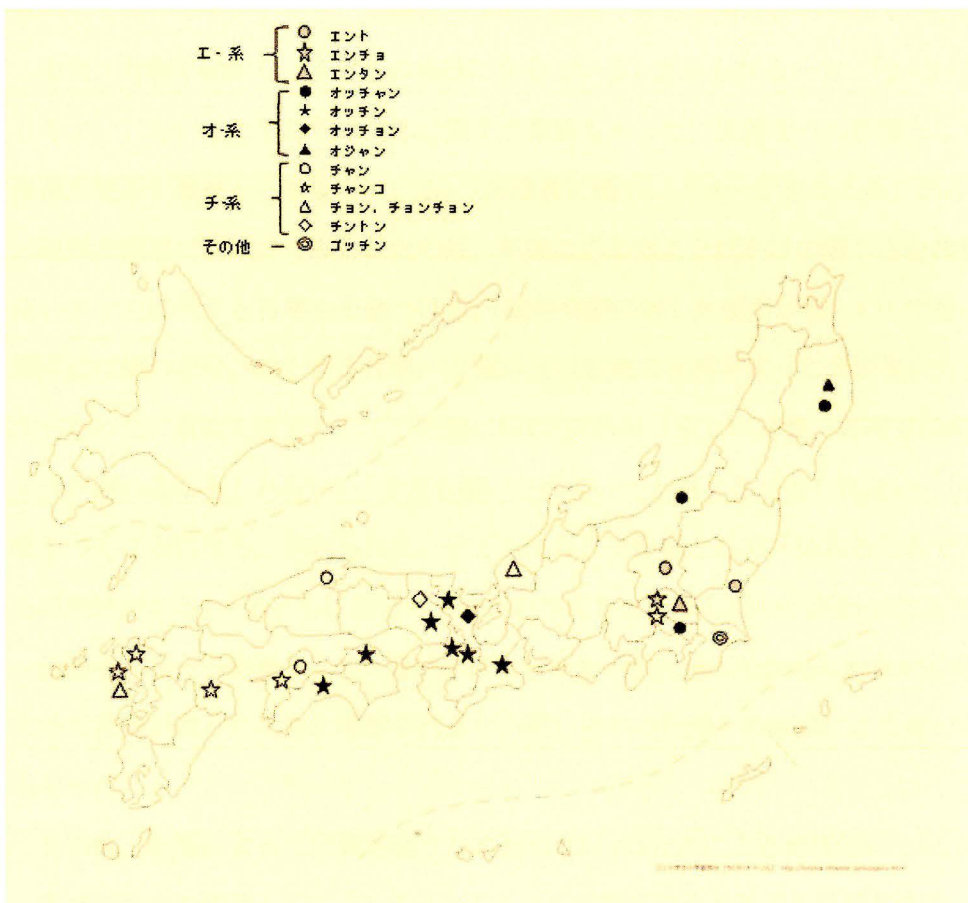 エ-系
エント
エンチョ
エンタン
オ-系
オッチャン
オッチン
オッチョン
オジャン
チ-系
チャン
チャンコ
チョン，チョンチョン
チントン
その他 — ゴッチン